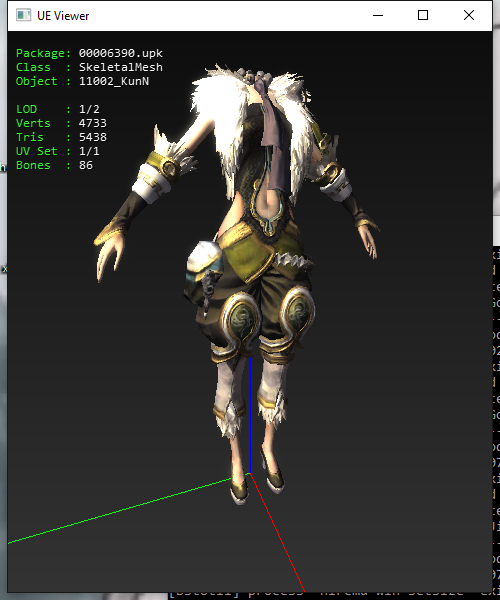 UE Viewer
Package: 00006390.upk
Class  : SkeletalMesh
Object : 11002_KunN
LOD    : 1/2
Verts  : 4733
Tris   : 5438
UV Set : 1/1
Bones  : 86